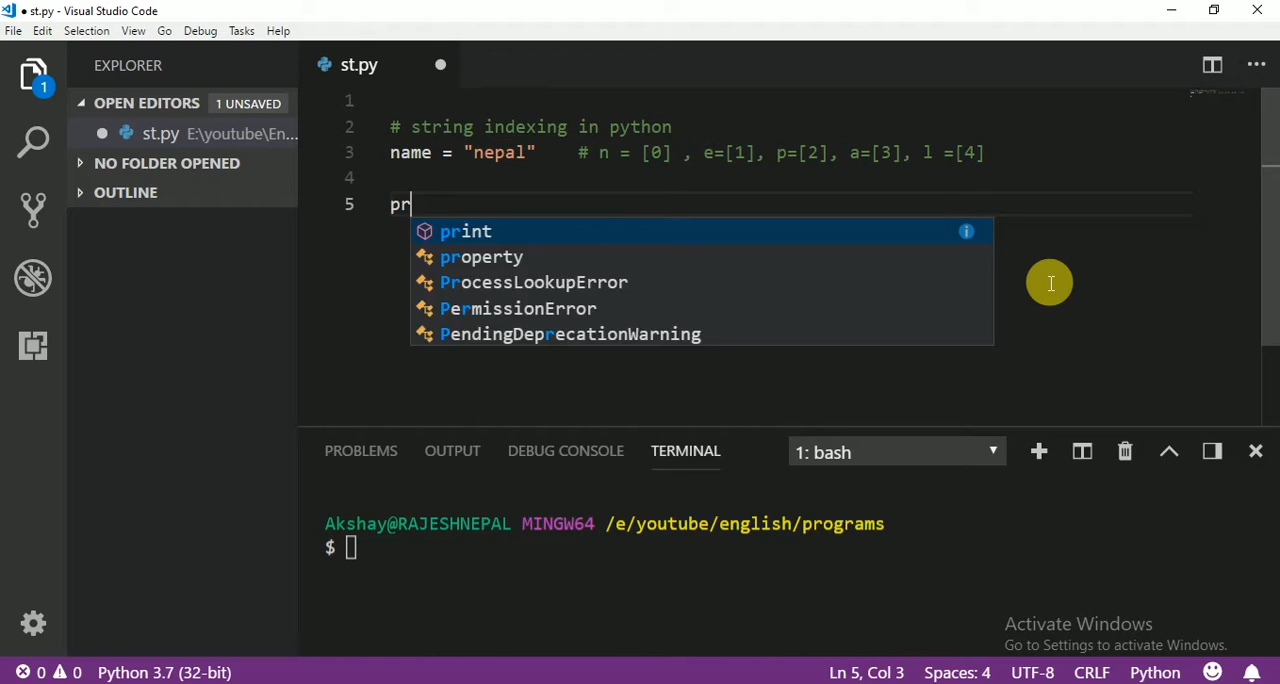 ● st.py - Visual Studio Code
File Edit Selection View Go Debug Tasks Help
1
EXPLORER
OPEN EDITORS 1 UNSAVED
● st.py E:\youtube\En...
NO FOLDER OPENED
OUTLINE
st.py ●
1
2 # string indexing in python
3 name = "nepal" # n = [0] , e=[1], p=[2], a=[3], l =[4]
4
5 pr
print
property
ProcessLookupError
PermissionError
PendingDeprecationWarning
PROBLEMS OUTPUT DEBUG CONSOLE TERMINAL 1: bash
Akshay@RAJESHNEPAL MINGW64 /e/youtube/english/programs
$
Activate Windows
Go to Settings to activate Windows.
0 0 Python 3.7 (32-bit) Ln 5, Col 3 Spaces: 4 UTF-8 CRLF Python